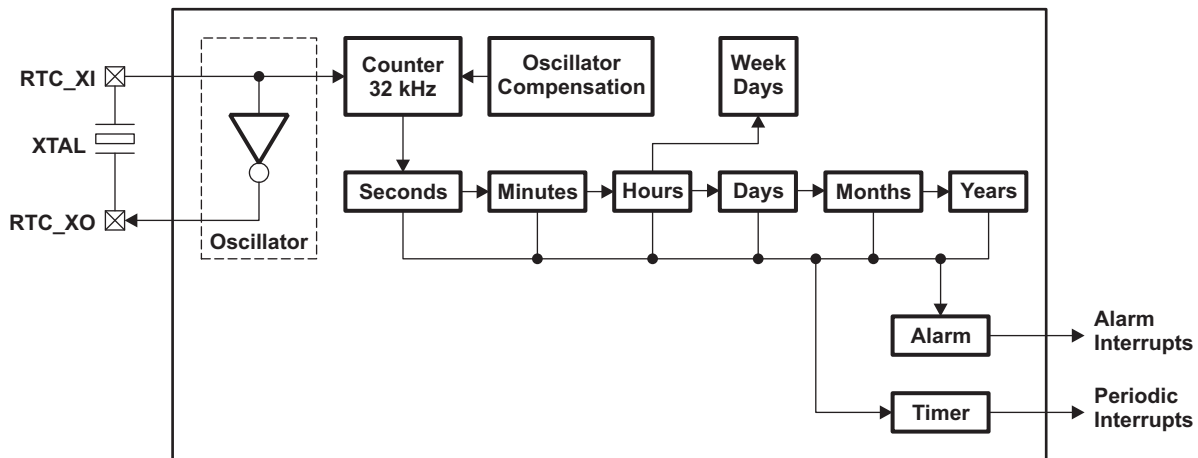 RTC_XI
XTAL
RTC_XO
Oscillator
Counter
32 kHz
Oscillator
Compensation
Week
Days
Seconds
Minutes
Hours
Days
Months
Years
Alarm
Alarm
Interrupts
Timer
Periodic
Interrupts